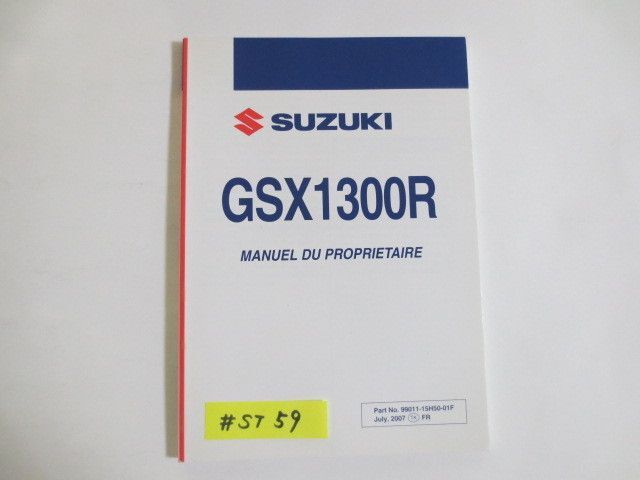 SUZUKI
GSX1300R
MANUEL DU PROPRIETAIRE
Part No. 99011-15H50-01F
July, 2007 FR
#ST 59